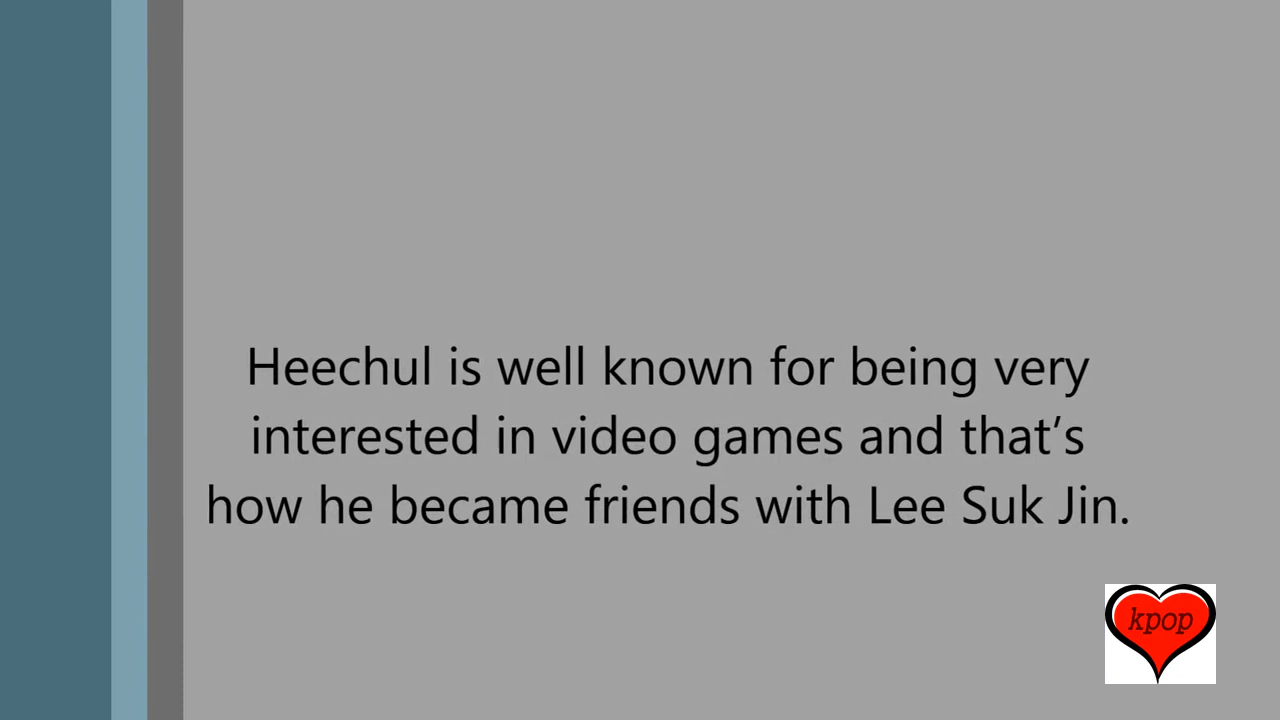 Heechul is well known for being very
interested in video games and that’s
how he became friends with Lee Suk Jin.
kpop